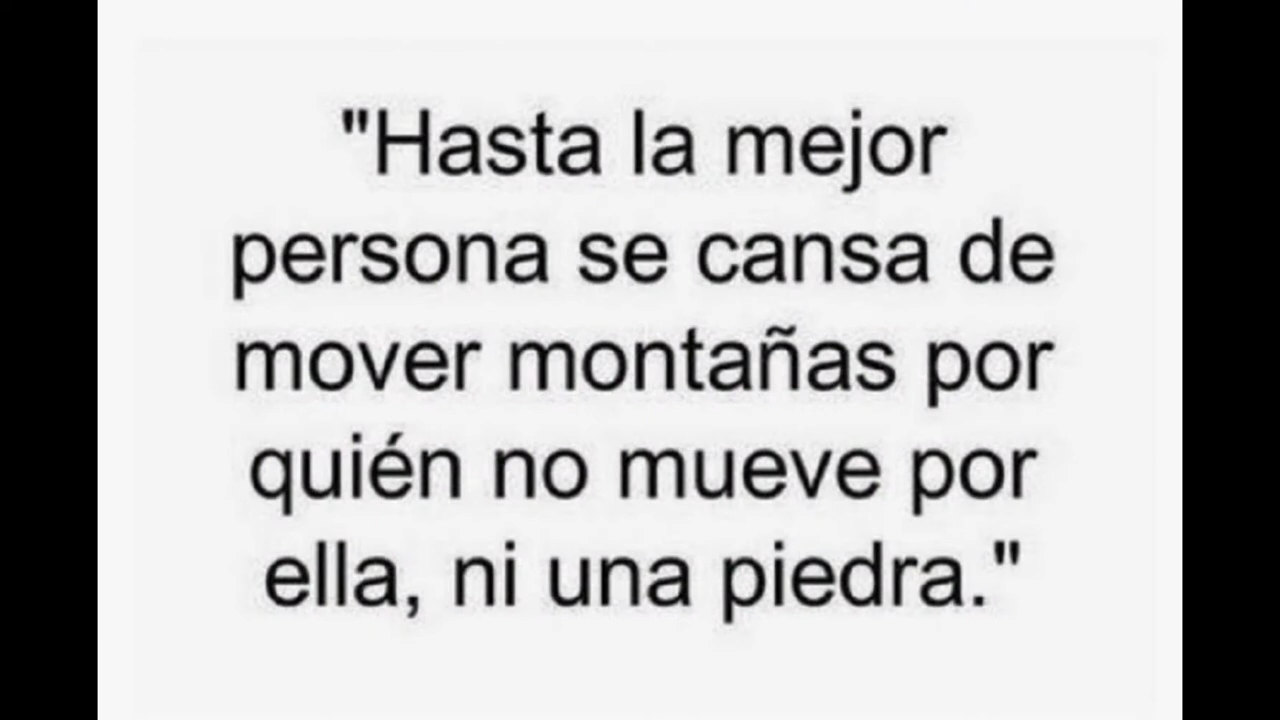 "Hasta la mejor
persona se cansa de
mover montañas por
quién no mueve por
ella, ni una piedra."